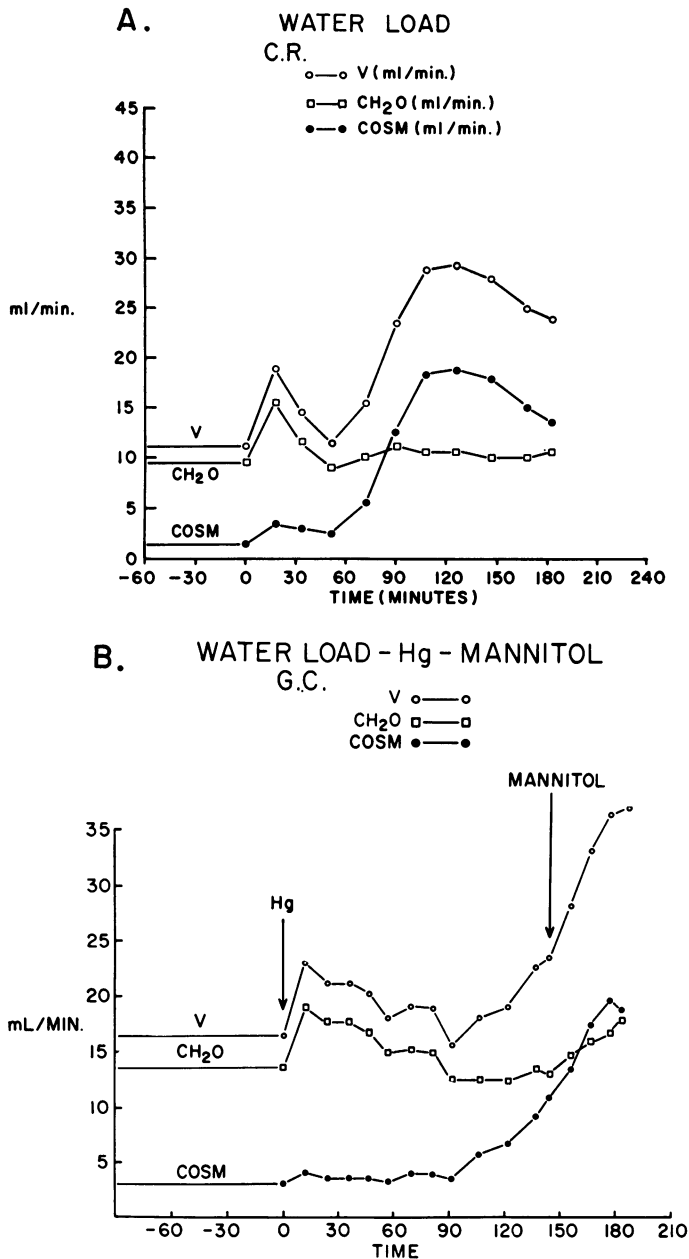 A. WATER LOAD
C.R.
V (ml/min.)
CH2O (ml/min.)
COSM (ml/min.)
45
40
35
30
ml/min.
25
20
15
V
10
CH2O
5
COSM
0
-60 -30 0 30 60 90 120 150 180 210 240
TIME (MINUTES)
B. WATER LOAD - Hg - MANNITOL
G.C.
V
CH2O
COSM
MANNITOL
35
30
Hg
25
20
mL/MIN.
V
CH2O
15
10
5
COSM
-60 -30 0 30 60 90 120 150 180 210
TIME